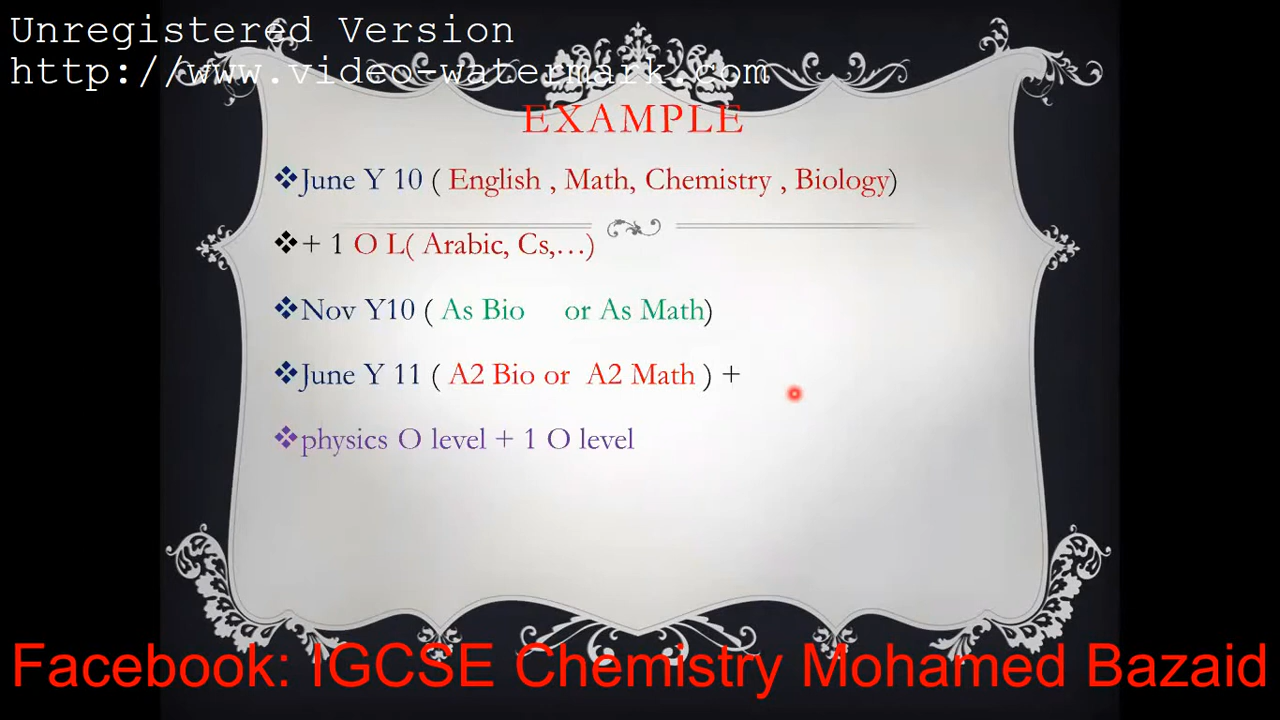 Unregistered Version
http://www.video-watermark.com
EXAMPLE
❖June Y 10 ( English , Math, Chemistry , Biology)
❖+ 1 O L( Arabic, Cs,…)
❖Nov Y10 ( As Bio or As Math)
❖June Y 11 ( A2 Bio or A2 Math ) +
❖physics O level + 1 O level
Facebook: IGCSE Chemistry Mohamed Bazaid